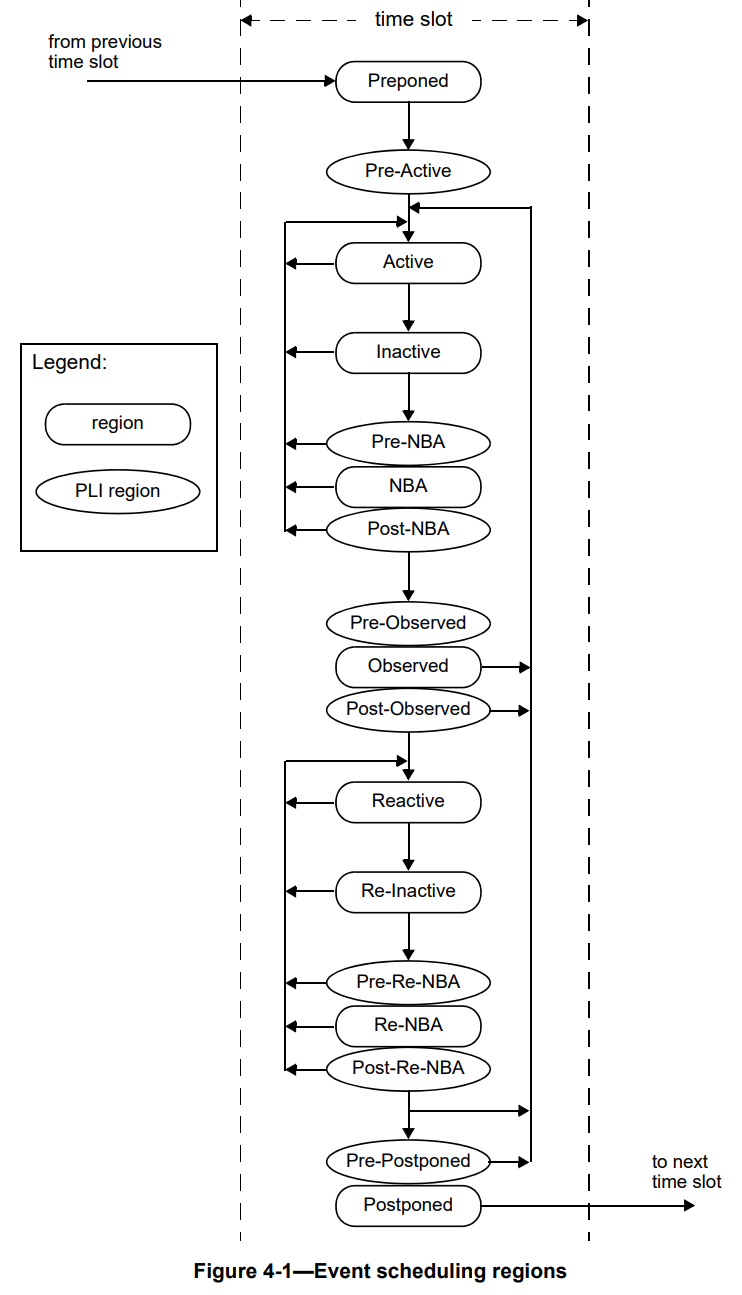 time slot
from previous
time slot
Preponed
Pre-Active
Active
Inactive
Legend:
region
PLI region
Pre-NBA
NBA
Post-NBA
Pre-Observed
Observed
Post-Observed
Reactive
Re-Inactive
Pre-Re-NBA
Re-NBA
Post-Re-NBA
Pre-Postponed
Postponed
to next
time slot
Figure 4-1—Event scheduling regions